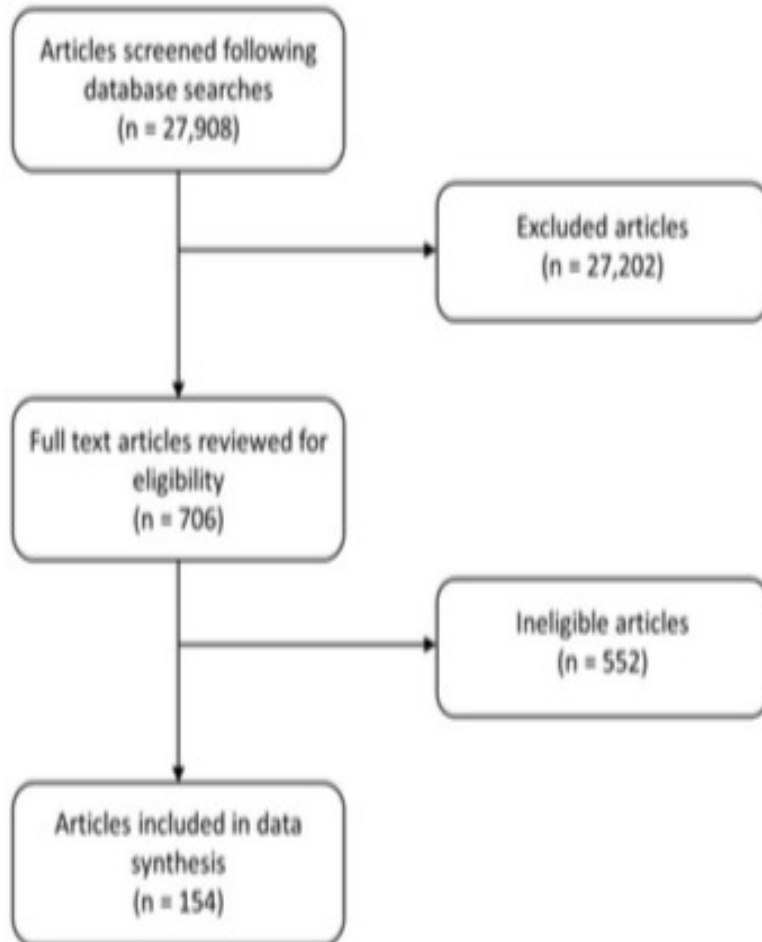 Articles screened following
database searches
(n = 27,908)
Excluded articles
(n = 27,202)
Full text articles reviewed for
eligibility
(n = 706)
Ineligible articles
(n = 552)
Articles included in data
synthesis
(n = 154)